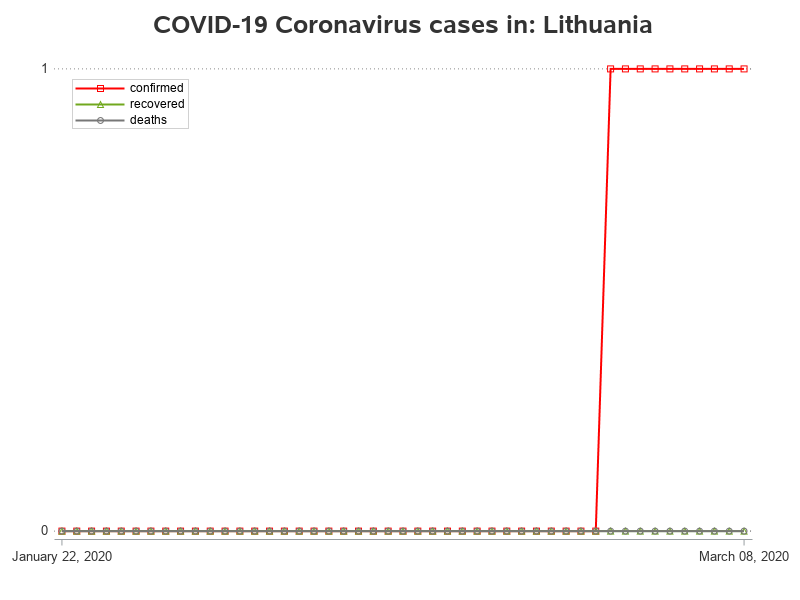 COVID-19 Coronavirus cases in: Lithuania
1
confirmed
recovered
deaths
0
January 22, 2020
March 08, 2020